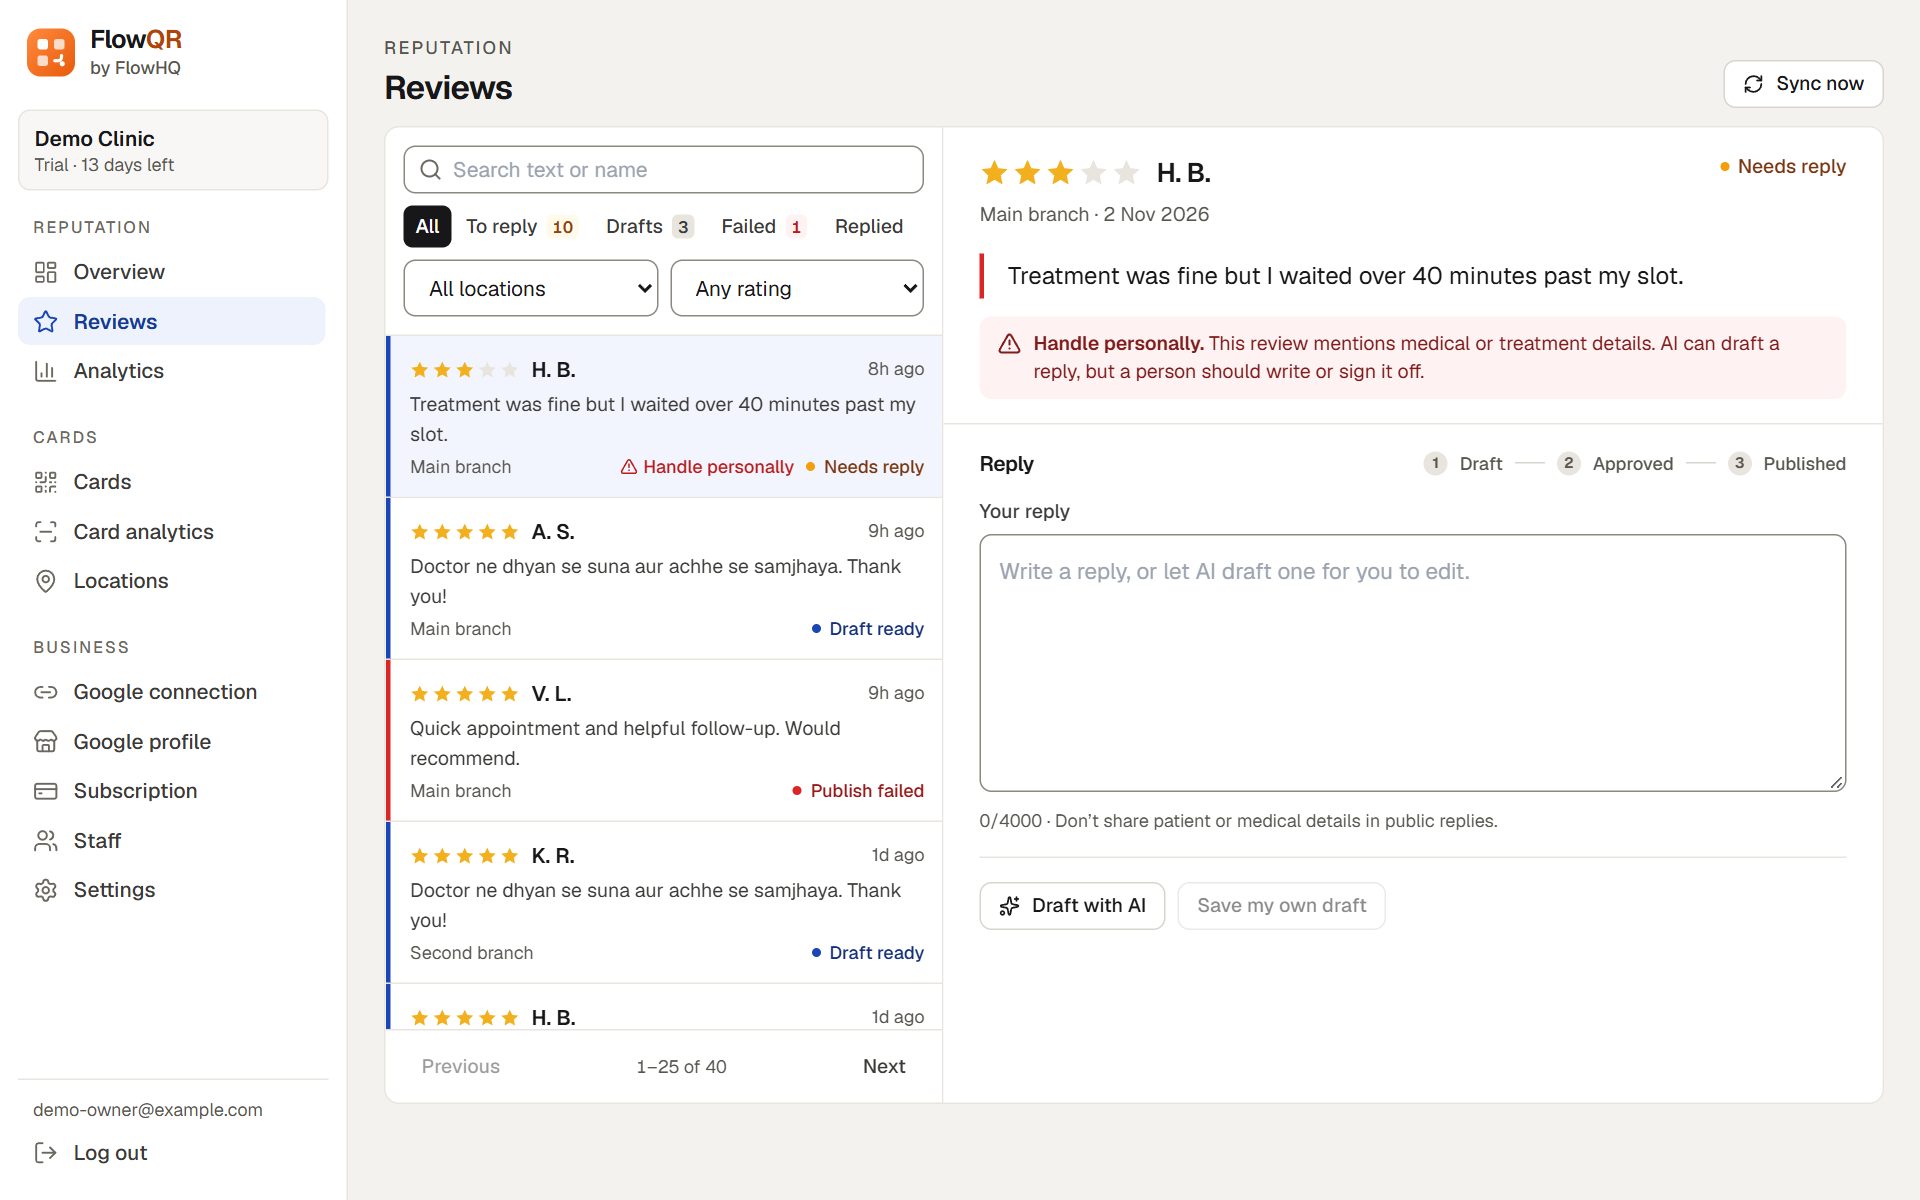 FlowQR
by FlowHQ
Demo Clinic
Trial · 13 days left
REPUTATION
Overview
Reviews
Analytics
CARDS
Cards
Card analytics
Locations
BUSINESS
Google connection
Google profile
Subscription
Staff
Settings
demo-owner@example.com
Log out
REPUTATION
Reviews
Sync now
Search text or name
All To reply 10 Drafts 3 Failed 1 Replied
All locations Any rating
H. B. 8h ago
Treatment was fine but I waited over 40 minutes past my
slot.
Main branch Handle personally Needs reply
A. S. 9h ago
Doctor ne dhyan se suna aur achhe se samjhaya. Thank
you!
Main branch Draft ready
V. L. 9h ago
Quick appointment and helpful follow-up. Would
recommend.
Main branch Publish failed
K. R. 1d ago
Doctor ne dhyan se suna aur achhe se samjhaya. Thank
you!
Second branch Draft ready
H. B. 1d ago
Previous 1–25 of 40 Next
H. B. Needs reply
Main branch · 2 Nov 2026
Treatment was fine but I waited over 40 minutes past my slot.
Handle personally. This review mentions medical or treatment details. AI can draft a
reply, but a person should write or sign it off.
Reply 1 Draft 2 Approved 3 Published
Your reply
Write a reply, or let AI draft one for you to edit.
0/4000 · Don’t share patient or medical details in public replies.
Draft with AI Save my own draft